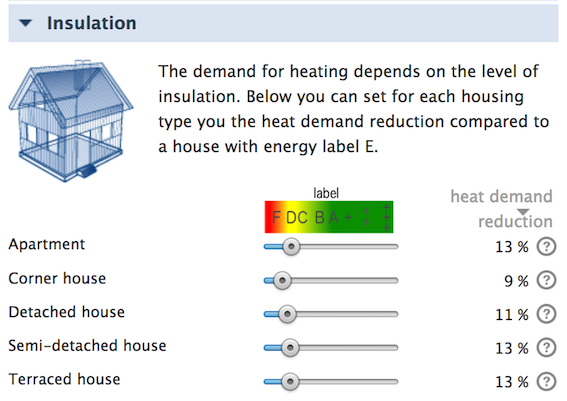 Insulation
The demand for heating depends on the level of
insulation. Below you can set for each housing
type you the heat demand reduction compared to
a house with energy label E.
label
heat demand
reduction
F D C B A + + +
Apartment 13 % ?
Corner house 9 % ?
Detached house 11 % ?
Semi-detached house 13 % ?
Terraced house 13 % ?